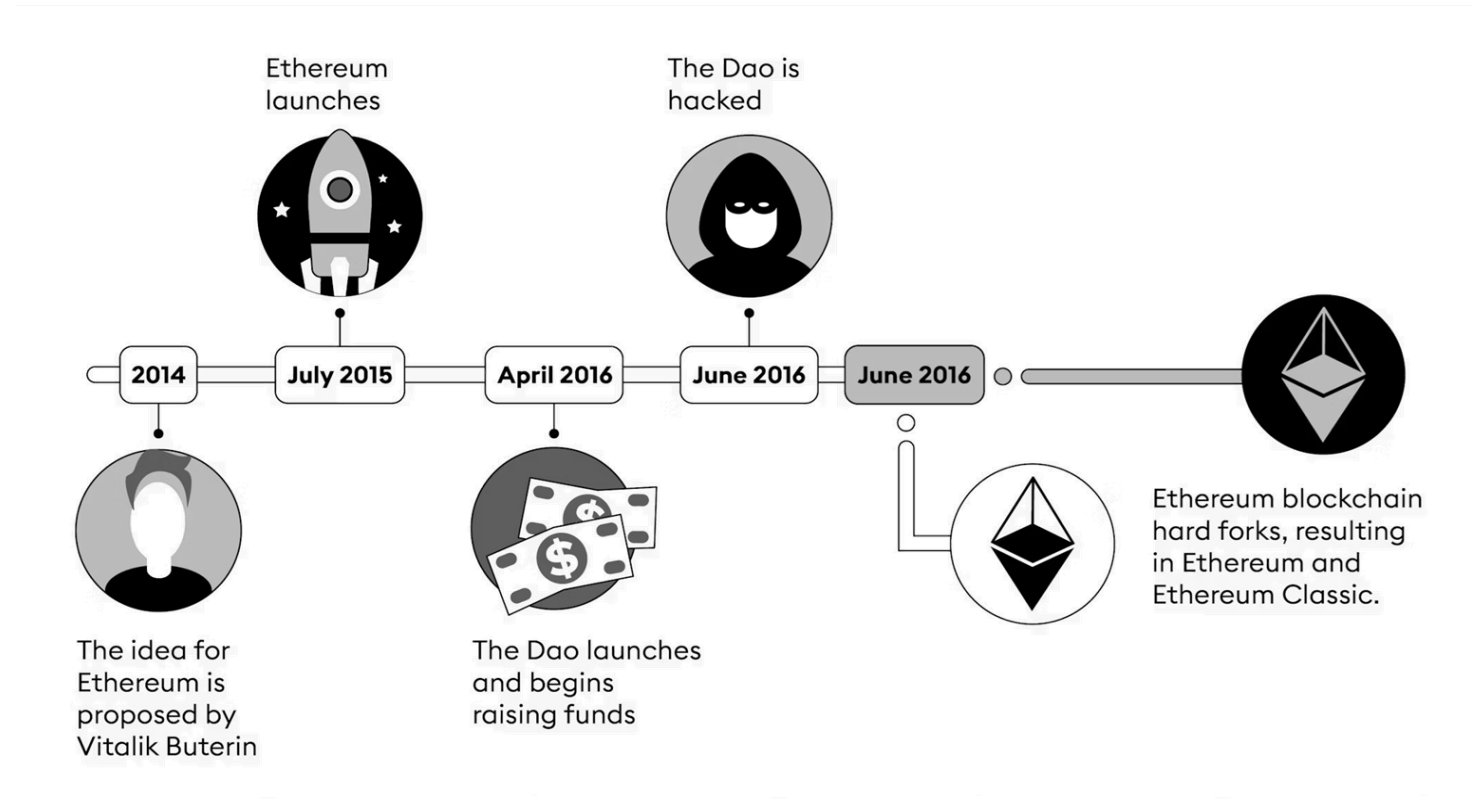 Ethereum
launches
The Dao is
hacked
2014
July 2015
April 2016
June 2016
June 2016
The idea for
Ethereum is
proposed by
Vitalik Buterin
The Dao launches
and begins
raising funds
Ethereum blockchain
hard forks, resulting
in Ethereum and
Ethereum Classic.